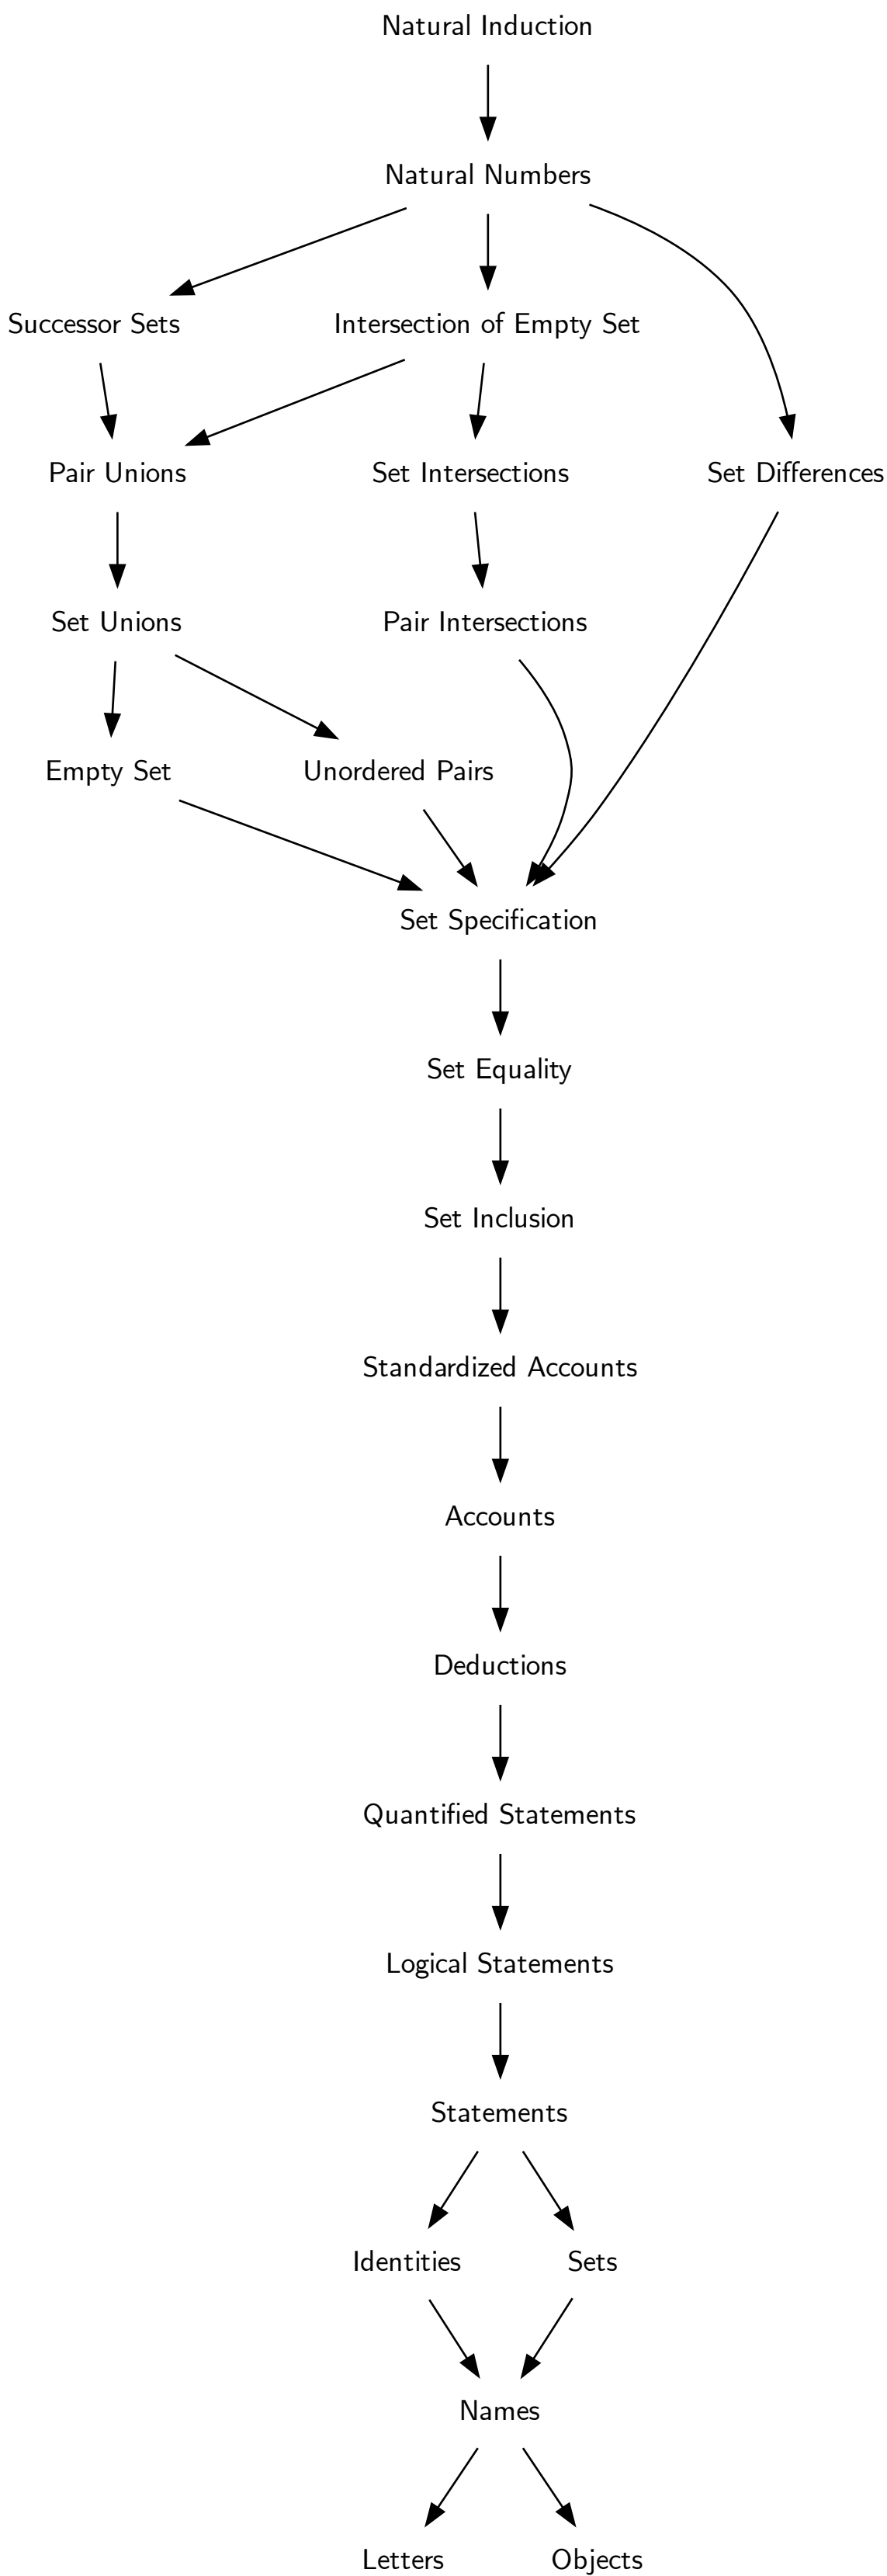 Natural Induction
Natural Numbers
Successor Sets
Intersection of Empty Set
Pair Unions
Set Intersections
Set Differences
Set Unions
Pair Intersections
Empty Set
Unordered Pairs
Set Specification
Set Equality
Set Inclusion
Standardized Accounts
Accounts
Deductions
Quantified Statements
Logical Statements
Statements
Identities
Sets
Names
Letters
Objects